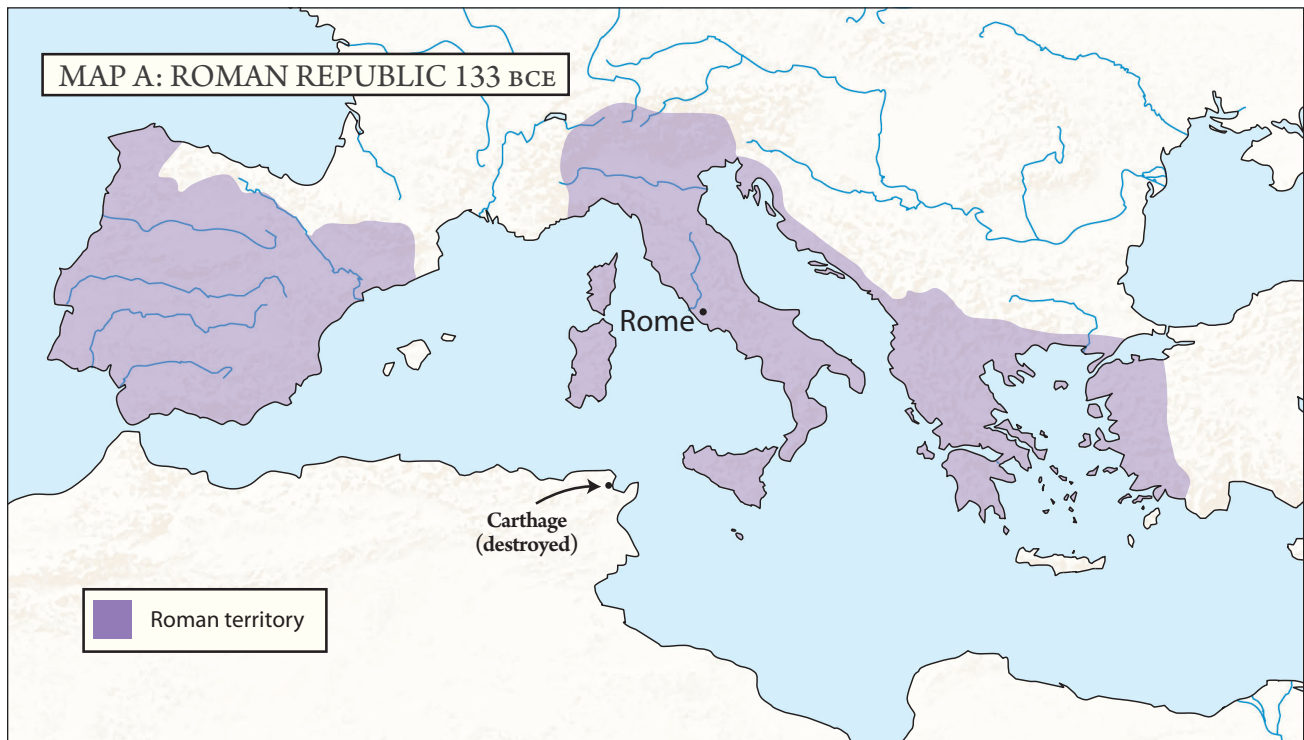 MAP A: ROMAN REPUBLIC 133 BCE
Rome
Carthage
(destroyed)
Roman territory